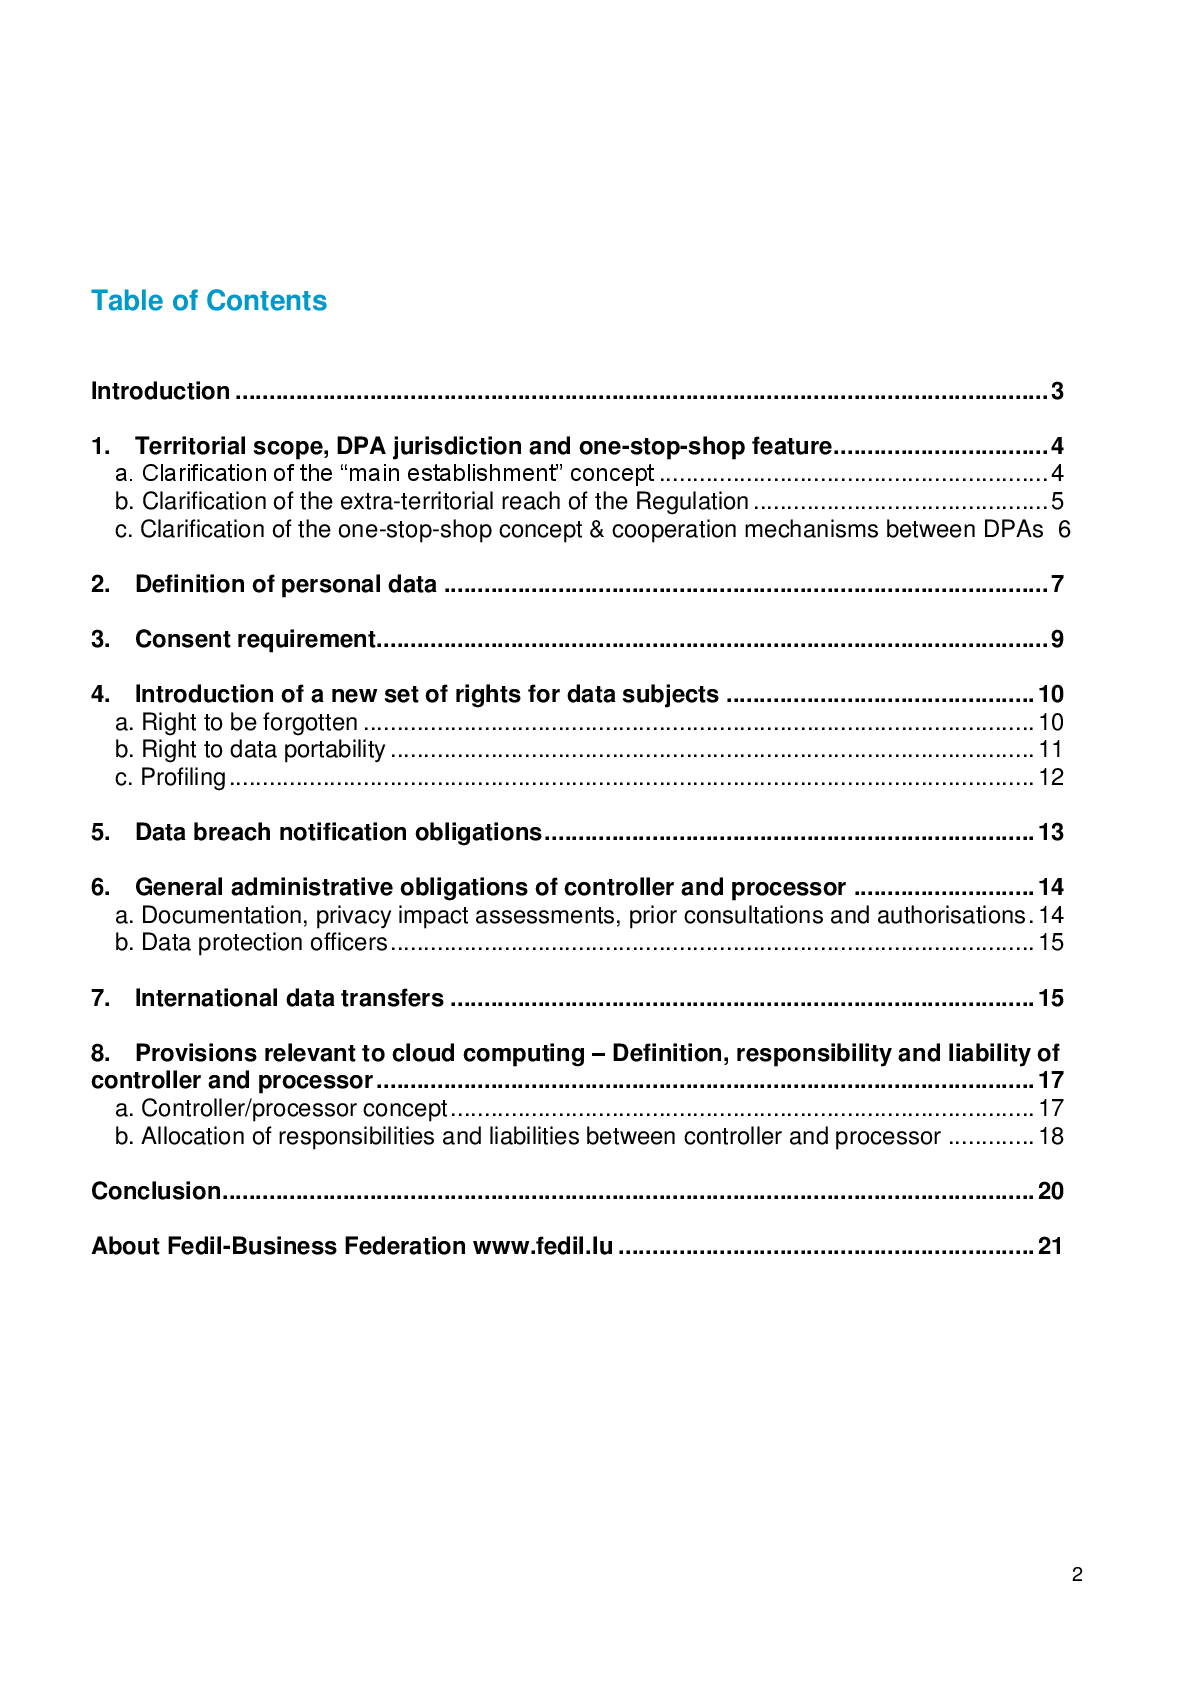 Table of Contents
Introduction ........................................................................................................................ 3
1. Territorial scope, DPA jurisdiction and one-stop-shop feature................................ 4
a. Clarification of the “main establishment” concept .......................................................... 4
b. Clarification of the extra-territorial reach of the Regulation ............................................ 5
c. Clarification of the one-stop-shop concept & cooperation mechanisms between DPAs 6
2. Definition of personal data .......................................................................................... 7
3. Consent requirement.................................................................................................... 9
4. Introduction of a new set of rights for data subjects .............................................. 10
a. Right to be forgotten .................................................................................................... 10
b. Right to data portability ................................................................................................ 11
c. Profiling........................................................................................................................ 12
5. Data breach notification obligations......................................................................... 13
6. General administrative obligations of controller and processor ........................... 14
a. Documentation, privacy impact assessments, prior consultations and authorisations. 14
b. Data protection officers................................................................................................ 15
7. International data transfers ....................................................................................... 15
8. Provisions relevant to cloud computing – Definition, responsibility and liability of
controller and processor.................................................................................................. 17
a. Controller/processor concept....................................................................................... 17
b. Allocation of responsibilities and liabilities between controller and processor ............. 18
Conclusion......................................................................................................................... 20
About Fedil-Business Federation www.fedil.lu .............................................................. 21
2